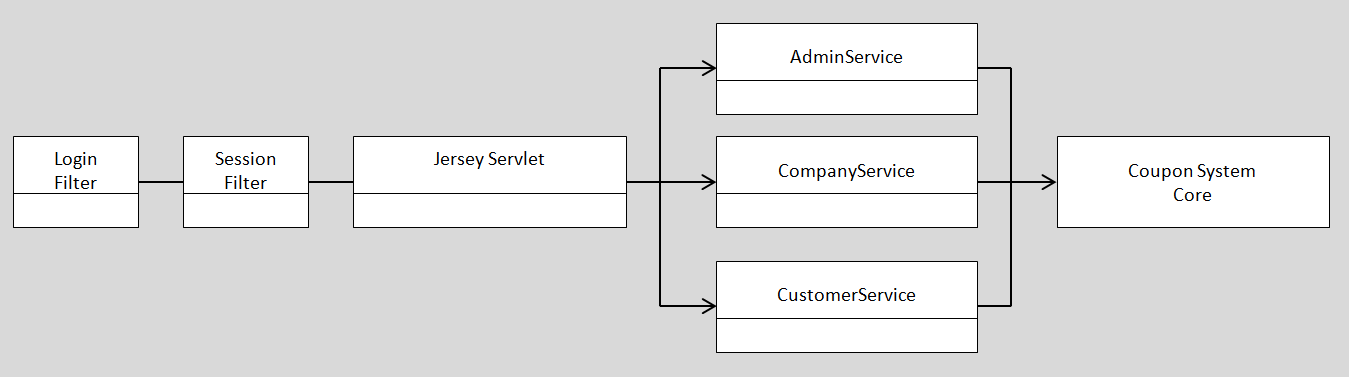 Login
Filter
Session
Filter
Jersey Servlet
AdminService
CompanyService
CustomerService
Coupon System
Core